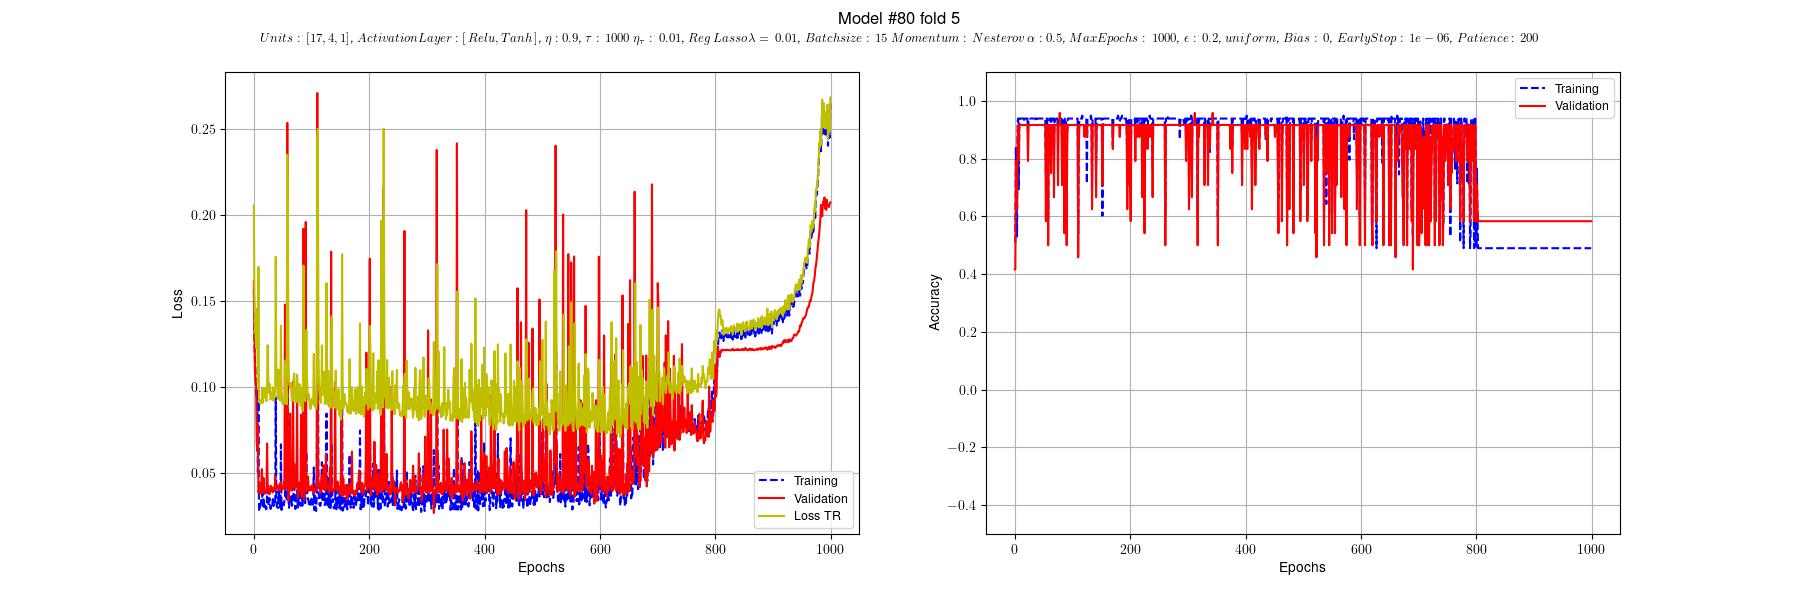 Model #80 fold 5
Units : [17, 4, 1], ActivationLayer : [ Relu, Tanh ], η : 0.9, τ : 1000 ητ : 0.01, Reg Lassoλ = 0.01, Batchsize : 15 Momentum : Nesterov α : 0.5, MaxEpochs : 1000, ϵ : 0.2, uniform, Bias : 0, EarlyStop : 1e − 06, Patience : 200
Loss
0.25
0.20
0.15
0.10
0.05
0 200 400 600 800 1000
Epochs
Training
Validation
Loss TR
Accuracy
1.0
0.8
0.6
0.4
0.2
0.0
−0.2
−0.4
0 200 400 600 800 1000
Epochs
Training
Validation